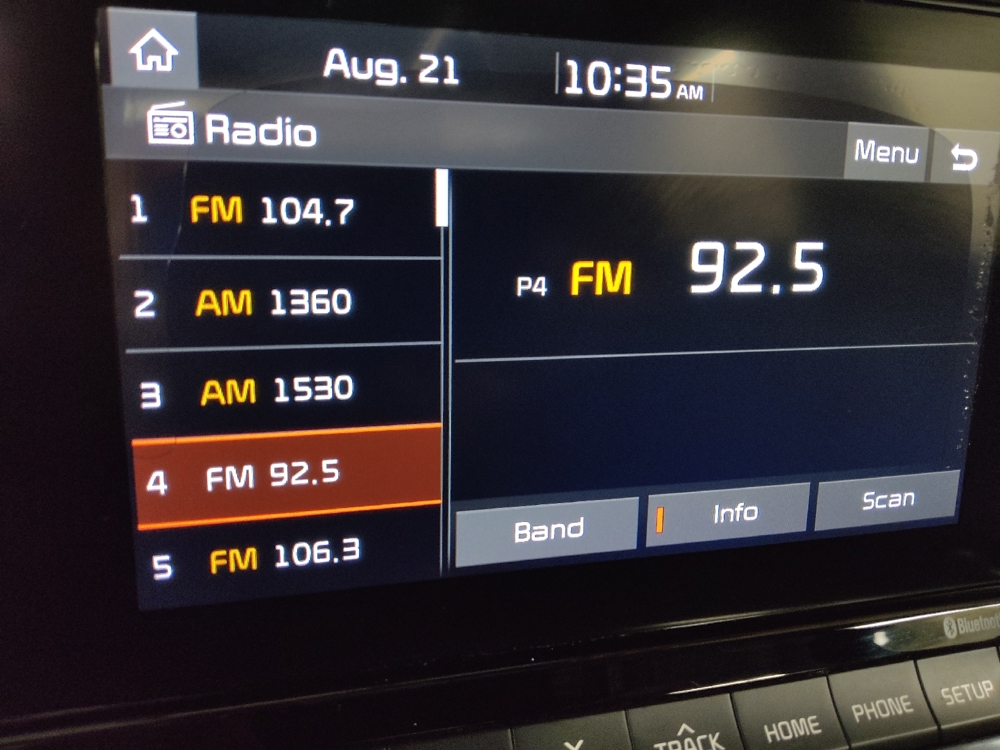 Aug. 21 10:35 AM
Radio
Menu
1 FM 104.7
2 AM 1360
3 AM 1530
4 FM 92.5
5 FM 106.3
P4 FM 92.5
Band Info Scan
Bluetooth
TRACK HOME PHONE SETUP